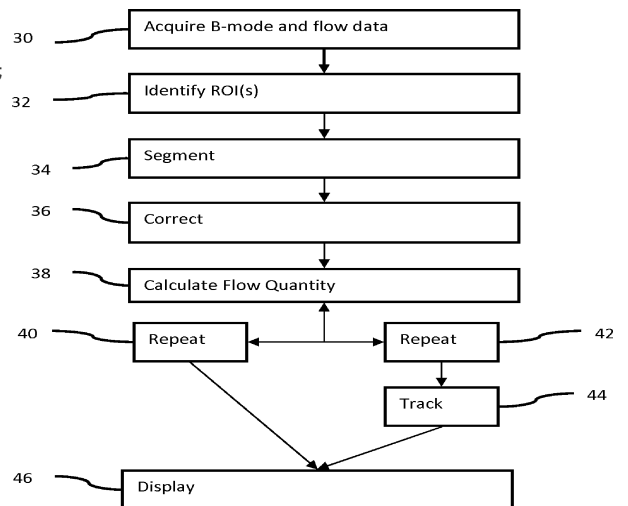 30 Acquire B-mode and flow data
;
32 Identify ROI(s)
34 Segment
36 Correct
38 Calculate Flow Quantity
40 Repeat Repeat 42
Track 44
46 Display